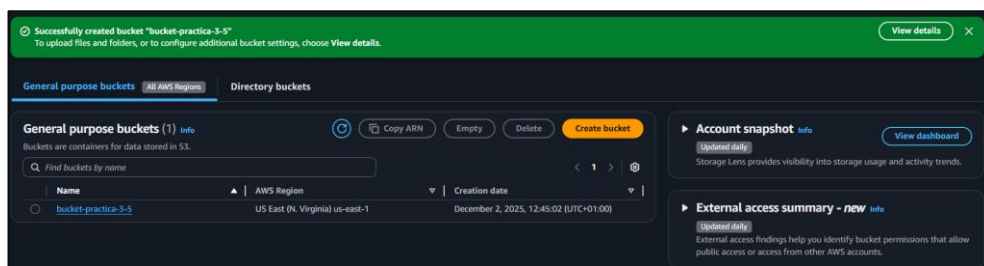 Successfully created bucket "bucket-practica-3-5"
To upload files and folders, or to configure additional bucket settings, choose View details.
View details
General purpose buckets All AWS Regions
Directory buckets
General purpose buckets (1) Info
Copy ARN
Empty
Delete
Create bucket
Buckets are containers for data stored in S3.
Find buckets by name
1
Name
AWS Region
Creation date
bucket-practica-3-5
US East (N. Virginia) us-east-1
December 2, 2025, 12:45:02 (UTC+01:00)
Account snapshot Info
View dashboard
Updated daily
Storage Lens provides visibility into storage usage and activity trends.
External access summary - new Info
Updated daily
External access findings help you identify bucket permissions that allow
public access or access from other AWS accounts.